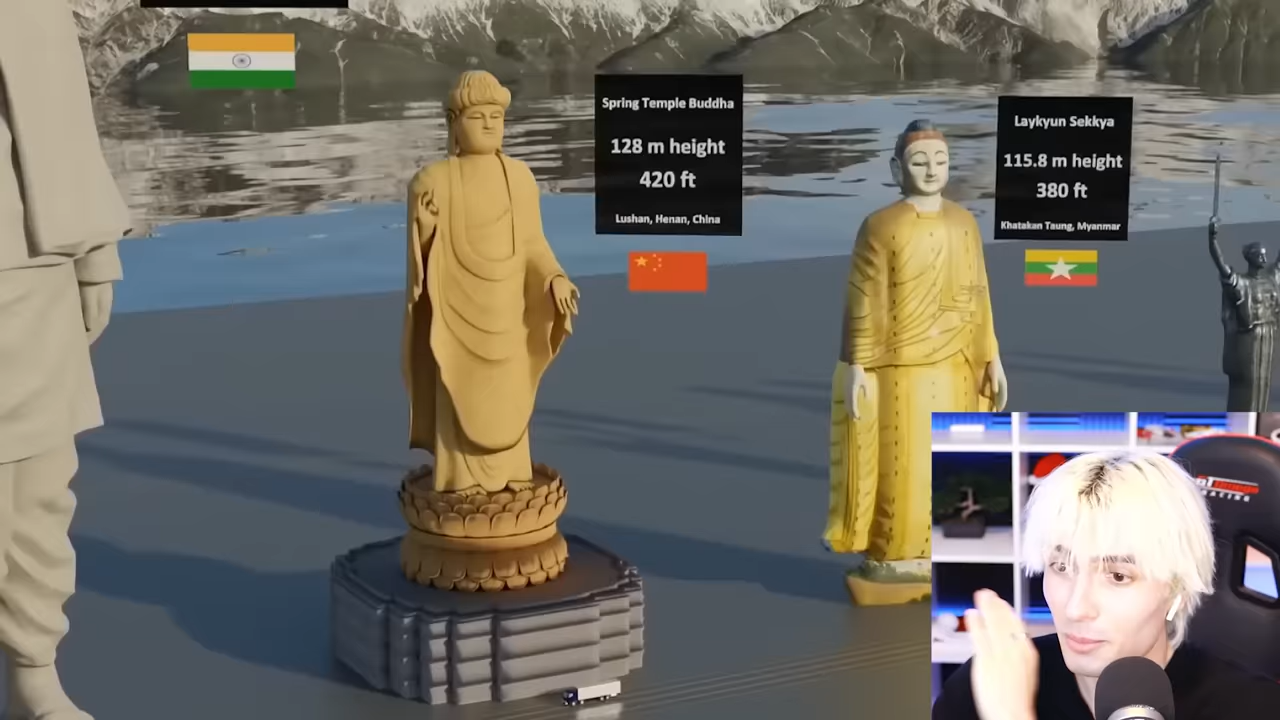 Spring Temple Buddha
128 m height
420 ft
Lushan, Henan, China
Laykyun Sekkya
115.8 m height
380 ft
Khatakan Taung, Myanmar
RACING